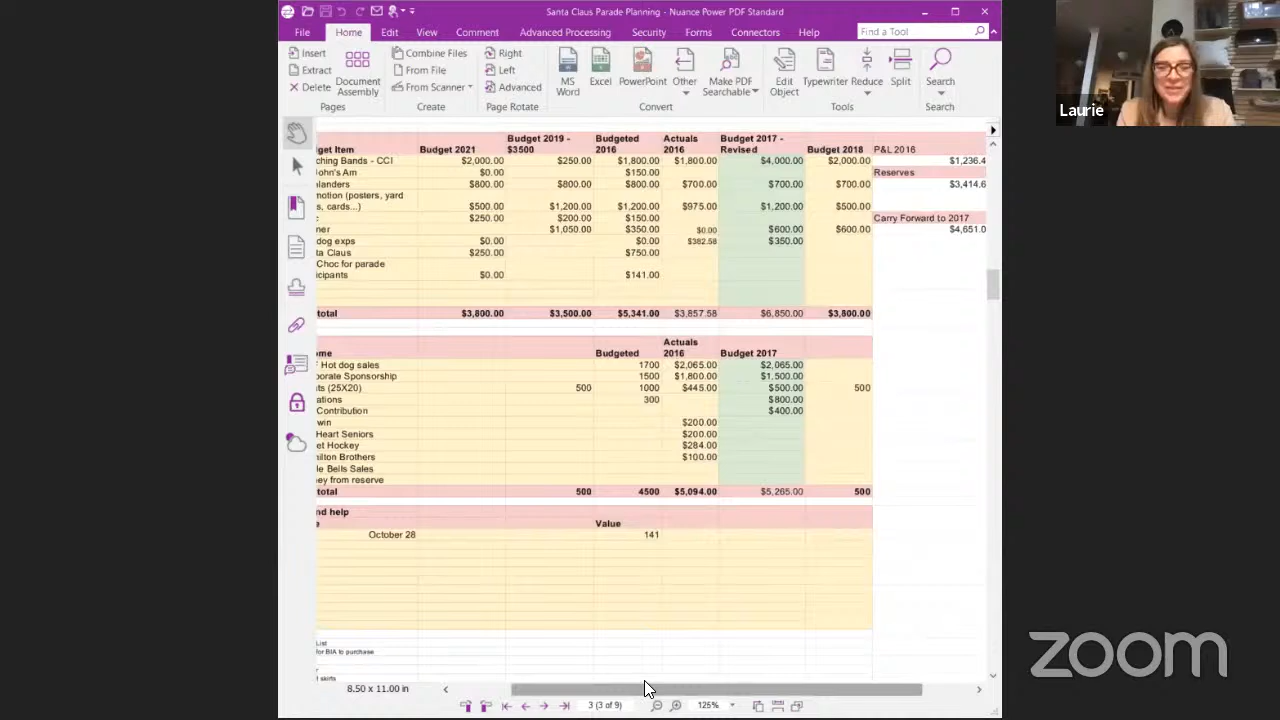 Santa Claus Parade Planning - Nuance Power PDF Standard
File Home Edit View Comment Advanced Processing Security Forms Connectors Help Find a Tool
Insert Extract Delete Document Assembly Pages
Combine Files From File From Scanner Create
Right Left Advanced Page Rotate
MS Word Excel PowerPoint Other Make PDF Searchable Convert
Edit Object Typewriter Reduce Split Tools
Search Search
Laurie
get Item Budget 2021 Budget 2019 - $3500 Budgeted 2016 Actuals 2016 Budget 2017 - Revised Budget 2018 P&L 2016
ching Bands - CCI $2,000.00 $250.00 $1,800.00 $1,800.00 $4,000.00 $2,000.00 $1,236.4
John's Am $0.00 $150.00 Reserves
landers $800.00 $800.00 $800.00 $700.00 $700.00 $700.00 $3,414.6
motion (posters, yard
s, cards...) $500.00 $1,200.00 $1,200.00 $975.00 $1,200.00 $500.00
$250.00 $200.00 $150.00 Carry Forward to 2017
ner $1,050.00 $350.00 $0.00 $600.00 $600.00 $4,651.0
dog exps $0.00 $0.00 $382.58 $350.00
ta Claus $250.00 $750.00
Choc for parade
icipants $0.00 $141.00
total $3,800.00 $3,500.00 $5,341.00 $3,857.58 $6,850.00 $3,800.00
ome Budgeted Actuals 2016 Budget 2017
Hot dog sales 1700 $2,065.00 $2,065.00
orate Sponsorship 1500 $1,800.00 $1,500.00
ts (25X20) 500 1000 $445.00 $500.00 500
ations 300 $800.00
Contribution $400.00
win $200.00
Heart Seniors $200.00
et Hockey $284.00
nilton Brothers $100.00
le Bells Sales
ney from reserve
total 500 4500 $5,094.00 $5,265.00 500
nd help
Value
October 28 141
List
for BIA to purchase
t skirts
8.50 x 11.00 in
3 (3 of 9) 125%
zoom